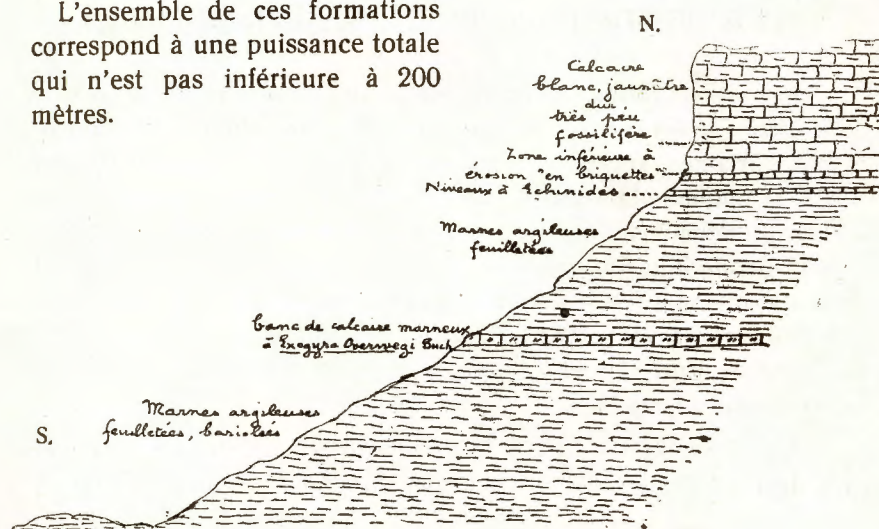 L'ensemble de ces formations
correspond à une puissance totale
qui n'est pas inférieure à 200
mètres.
N.
Calcaire
blanc, jaunâtre
dur
très peu
fossilifère
Zone inférieure à
érosion "en briquettes"
Niveaux à Echinides
Marnes argileuses
feuilletées
banc de calcaire marneux
à Exogyra Overwegi Buch
Marnes argileuses
feuilletées, bariolées
S.